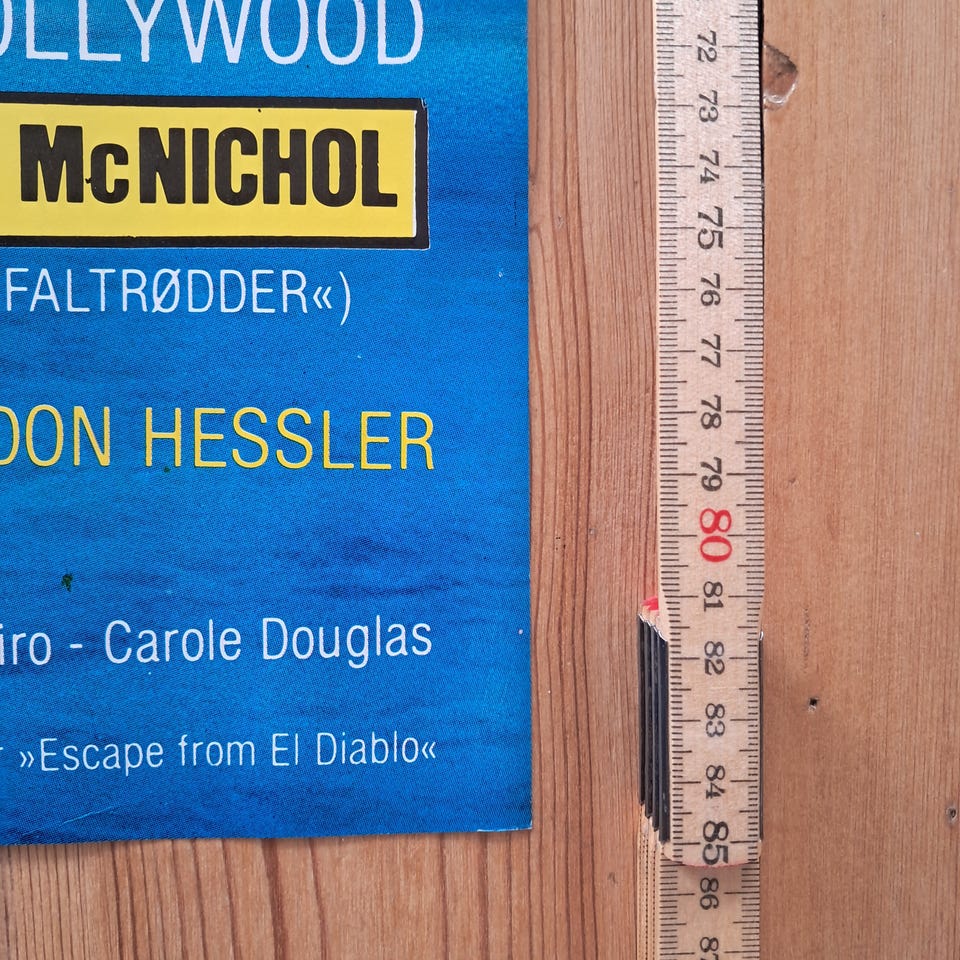 OLLYWOOD
McNICHOL
FALTRØDDER«)
DON HESSLER
iro - Carole Douglas
»Escape from El Diablo«
72
73
74
75
76
77
78
79
80
81
82
83
84
85
86
87